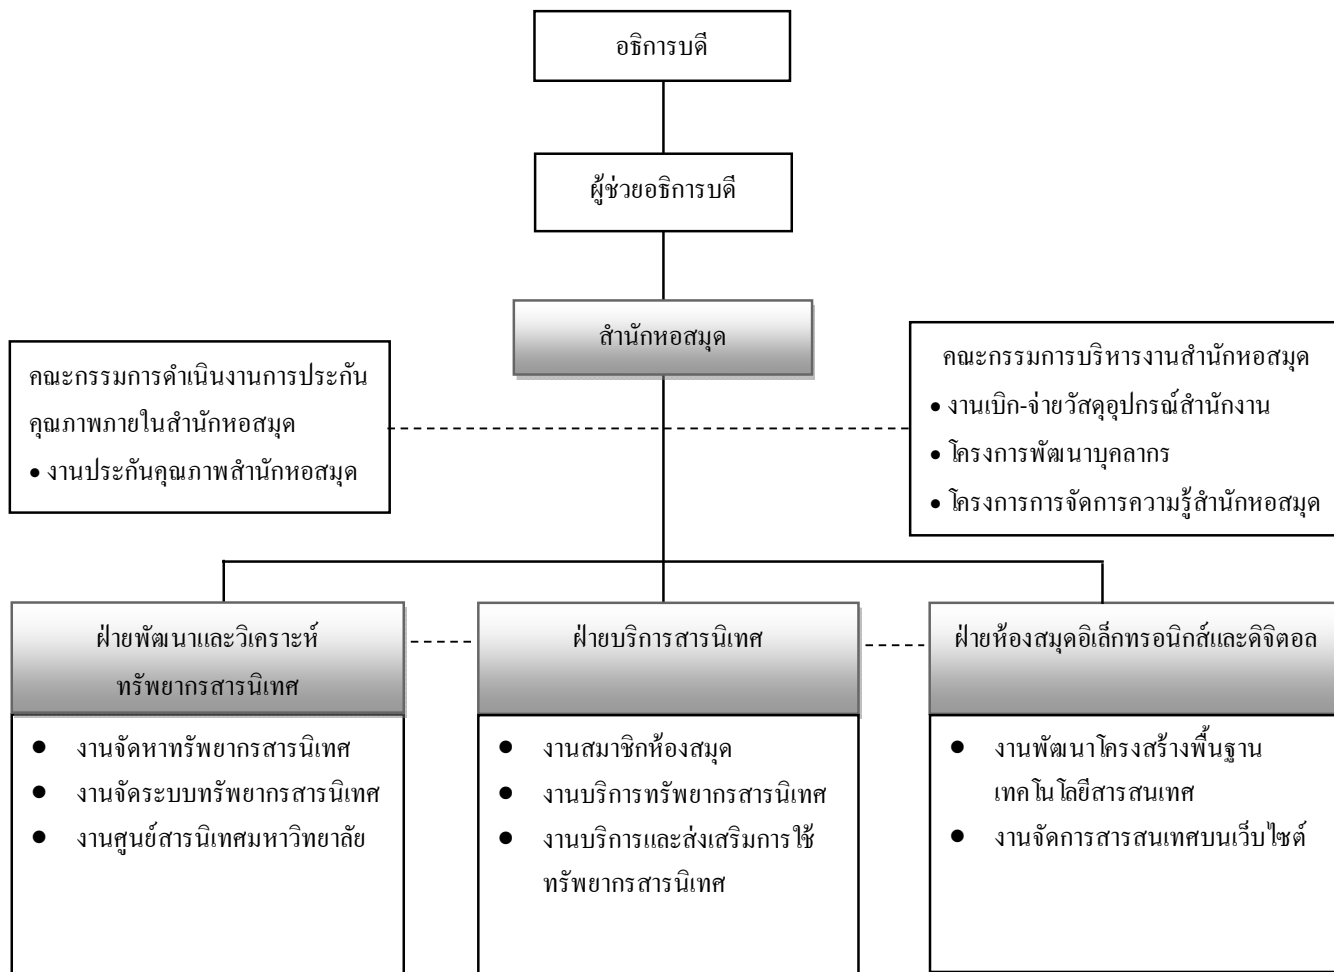 อธิการบดี
ผู้ช่วยอธิการบดี
สำนักหอสมุด
คณะกรรมการดำเนินงานการประกัน
คุณภาพภายในสำนักหอสมุด
• งานประกันคุณภาพสำนักหอสมุด
คณะกรรมการบริหารงานสำนักหอสมุด
• งานเบิก-จ่ายวัสดุอุปกรณ์สำนักงาน
• โครงการพัฒนาบุคลากร
• โครงการการจัดการความรู้สำนักหอสมุด
ฝ่ายพัฒนาและวิเคราะห์
ทรัพยากรสารนิเทศ
● งานจัดหาทรัพยากรสารนิเทศ
● งานจัดระบบทรัพยากรสารนิเทศ
● งานศูนย์สารนิเทศมหาวิทยาลัย
ฝ่ายบริการสารนิเทศ
● งานสมาชิกห้องสมุด
● งานบริการทรัพยากรสารนิเทศ
● งานบริการและส่งเสริมการใช้
ทรัพยากรสารนิเทศ
ฝ่ายห้องสมุดอิเล็กทรอนิกส์และดิจิตอล
● งานพัฒนาโครงสร้างพื้นฐาน
เทคโนโลยีสารสนเทศ
● งานจัดการสารสนเทศบนเว็บไซต์